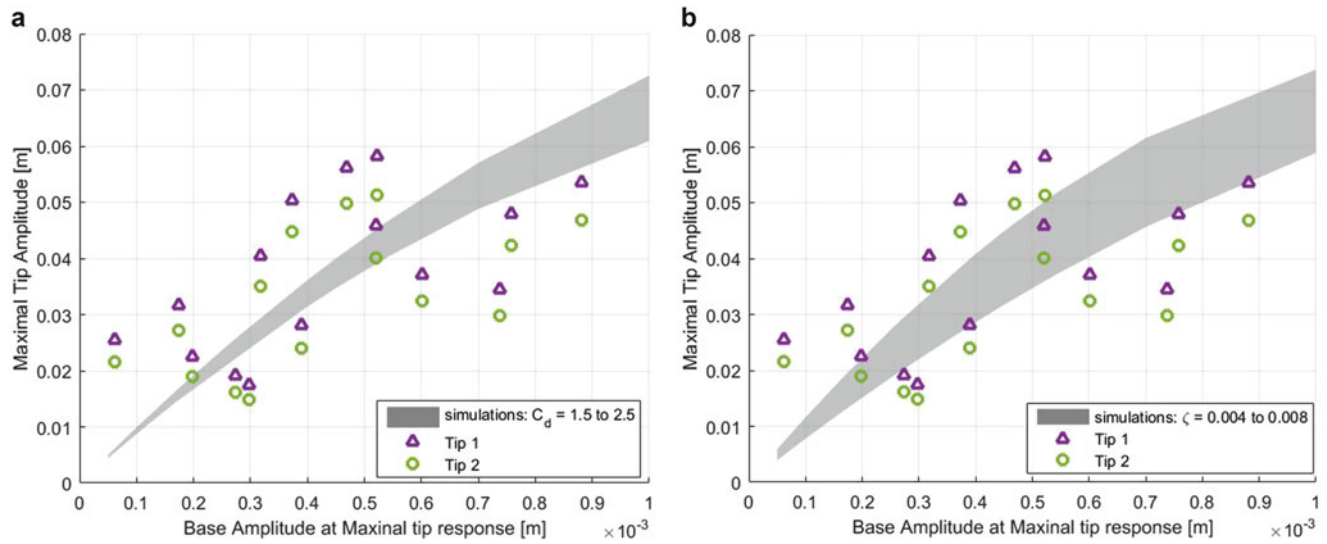 a
0.08
0.07
0.06
0.05
0.04
0.03
0.02
0.01
0
Maximal Tip Amplitude [m]
0 0.1 0.2 0.3 0.4 0.5 0.6 0.7 0.8 0.9 1
Base Amplitude at Maxinal tip response [m] × 10⁻³
simulations: C_d = 1.5 to 2.5
Tip 1
Tip 2
b
0.08
0.07
0.06
0.05
0.04
0.03
0.02
0.01
0
Maximal Tip Amplitude [m]
0 0.1 0.2 0.3 0.4 0.5 0.6 0.7 0.8 0.9 1
Base Amplitude at Maxinal tip response [m] × 10⁻³
simulations: ζ = 0.004 to 0.008
Tip 1
Tip 2